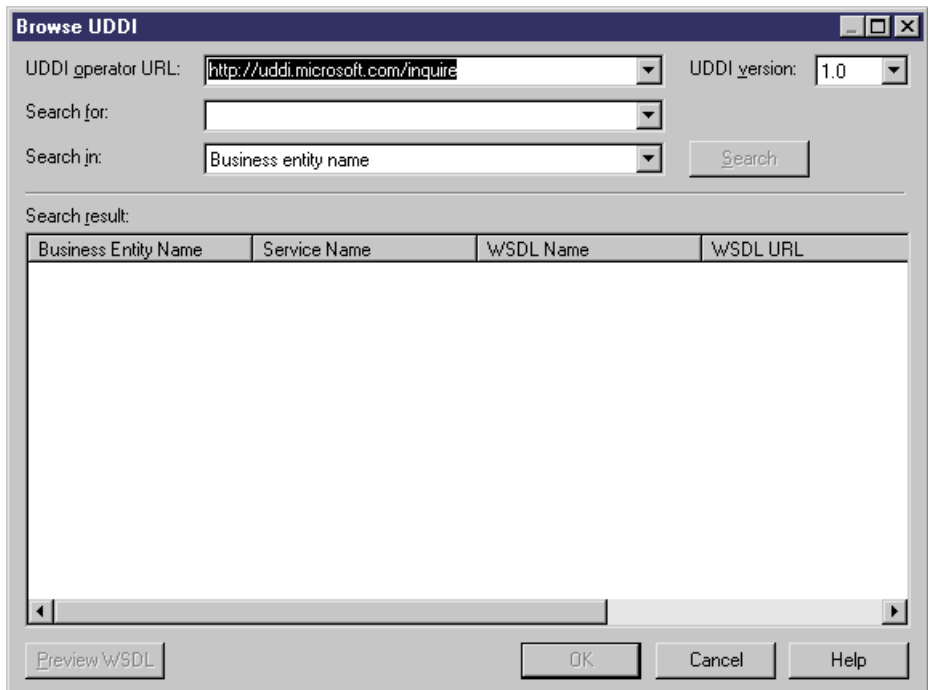 Browse UDDI
UDDI operator URL: http://uddi.microsoft.com/inquire UDDI version: 1.0
Search for:
Search in: Business entity name Search
Search result:
Business Entity Name Service Name WSDL Name WSDL URL
Preview WSDL OK Cancel Help